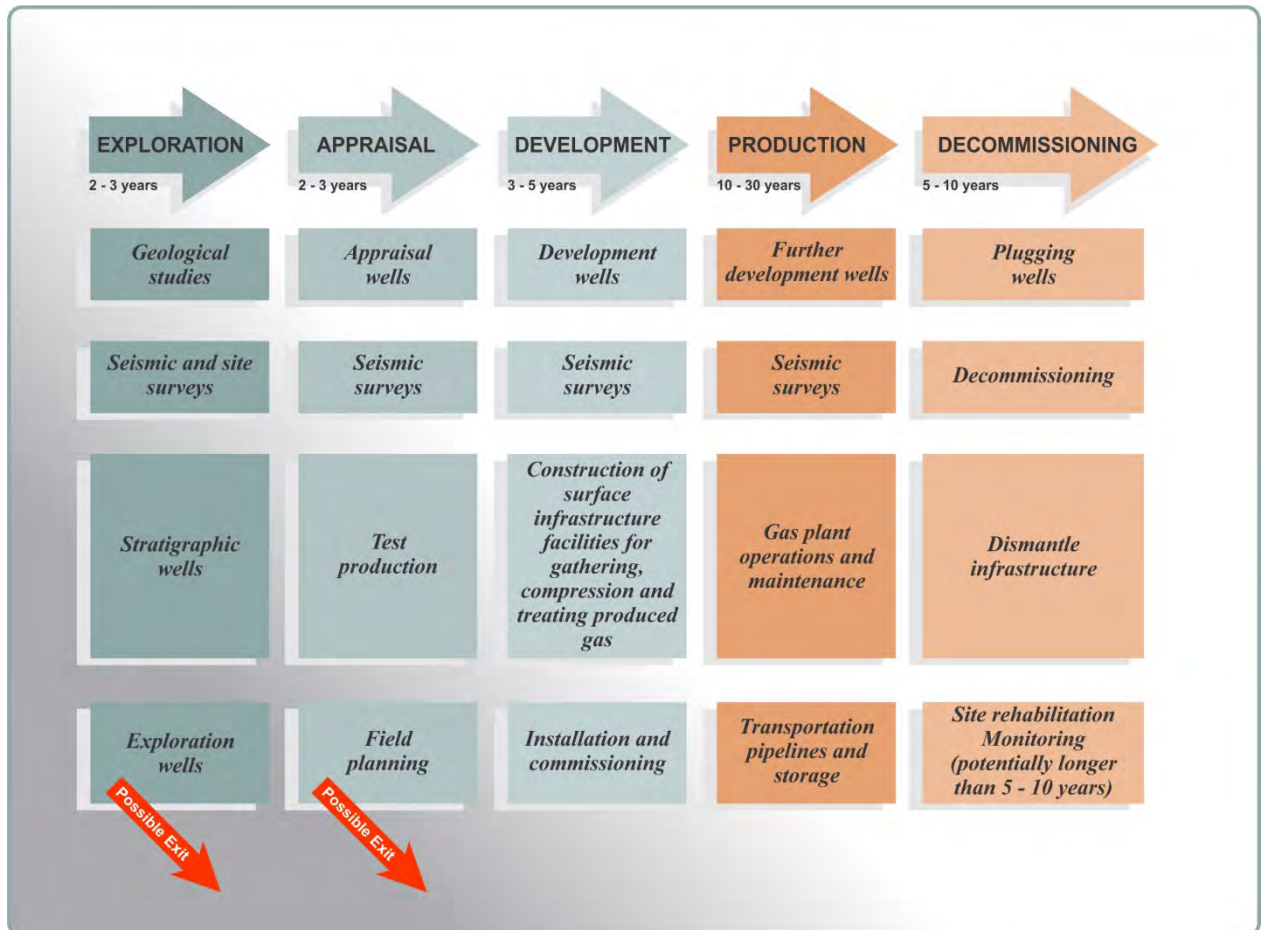 EXPLORATION
2 - 3 years
APPRAISAL
2 - 3 years
DEVELOPMENT
3 - 5 years
PRODUCTION
10 - 30 years
DECOMMISSIONING
5 - 10 years
Geological
studies
Appraisal
wells
Development
wells
Further
development wells
Plugging
wells
Seismic and site
surveys
Seismic
surveys
Seismic
surveys
Seismic
surveys
Decommissioning
Stratigraphic
wells
Test
production
Construction of
surface
infrastructure
facilities for
gathering,
compression and
treating produced
gas
Gas plant
operations and
maintenance
Dismantle
infrastructure
Exploration
wells
Field
planning
Installation and
commissioning
Transportation
pipelines and
storage
Site rehabilitation
Monitoring
(potentially longer
than 5 - 10 years)
Possible Exit
Possible Exit